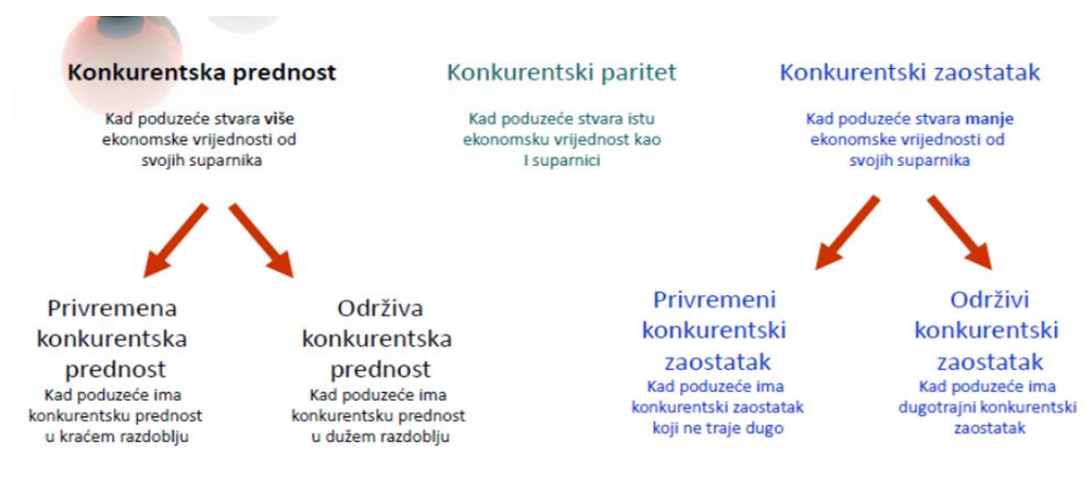 Konkurentska prednost
Kad poduzeće stvara više
ekonomske vrijednosti od
svojih suparnika
Konkurentski paritet
Kad poduzeće stvara istu
ekonomsku vrijednost kao
I suparnici
Konkurentski zaostatak
Kad poduzeće stvara manje
ekonomske vrijednosti od
svojih suparnika
Privremena
konkurentska
prednost
Kad poduzeće ima
konkurentsku prednost
u kraćem razdoblju
Održiva
konkurentska
prednost
Kad poduzeće ima
konkurentsku prednost
u dužem razdoblju
Privremeni
konkurentski
zaostatak
Kad poduzeće ima
konkurentski zaostatak
koji ne traje dugo
Održivi
konkurentski
zaostatak
Kad poduzeće ima
dugotrajni konkurentski
zaostatak